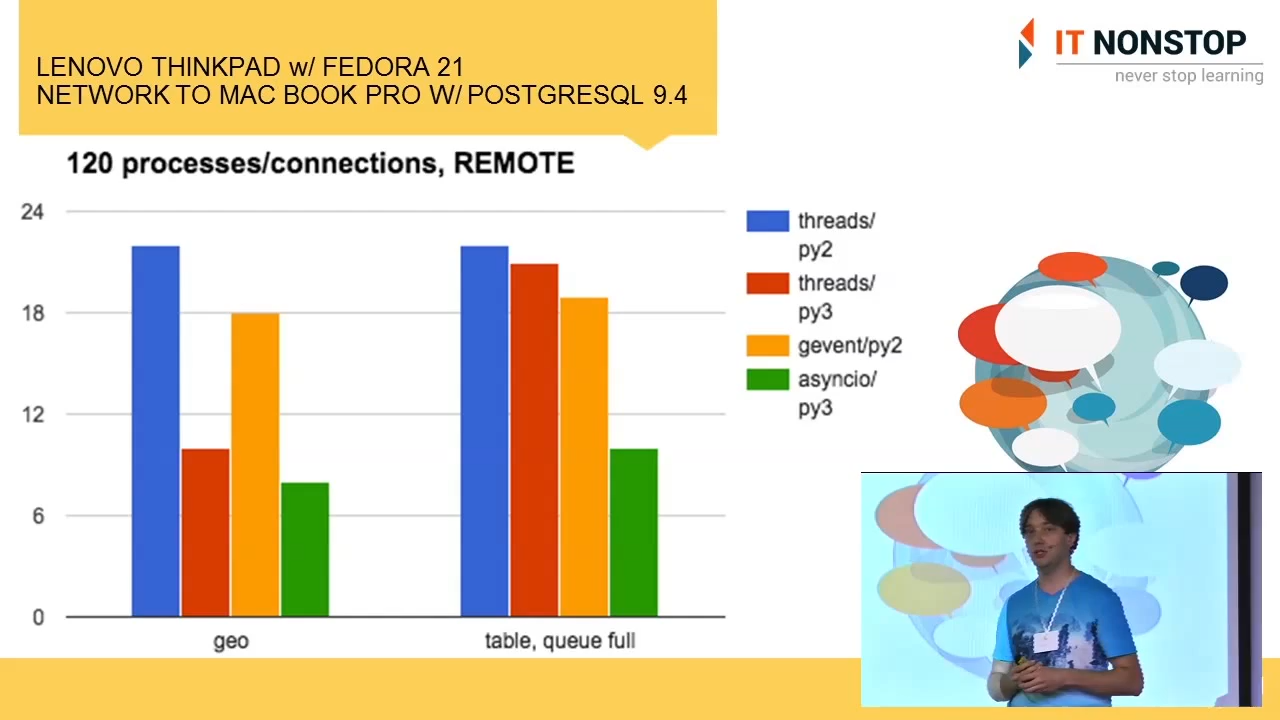 LENOVO THINKPAD w/ FEDORA 21
NETWORK TO MAC BOOK PRO W/ POSTGRESQL 9.4
IT NONSTOP
never stop learning
120 processes/connections, REMOTE
24
18
12
6
0
geo
table, queue full
threads/
py2
threads/
py3
gevent/py2
asyncio/
py3